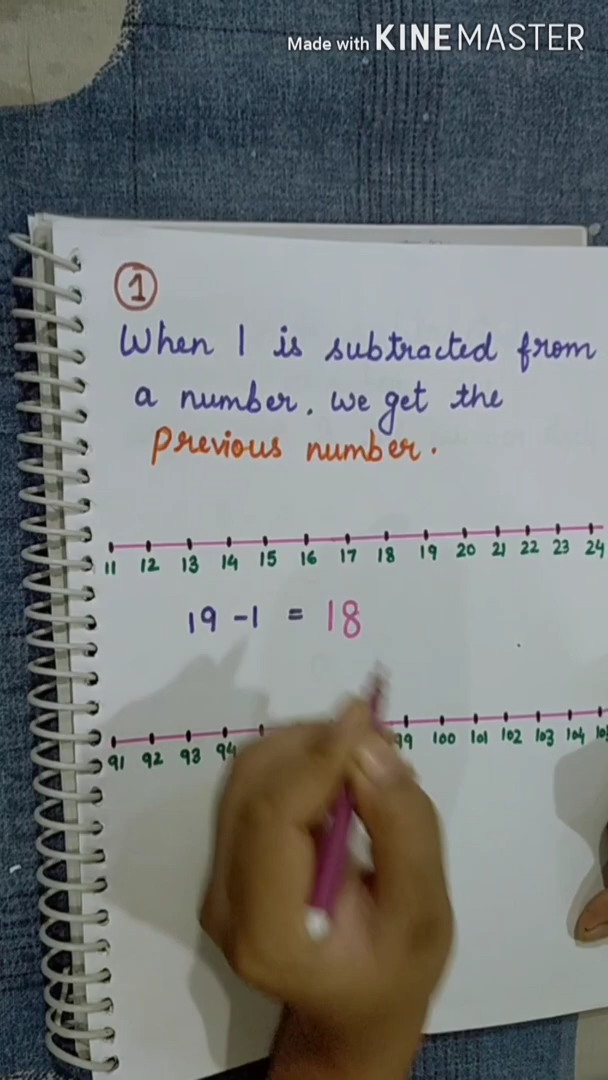 Made with KINEMASTER
1
When 1 is subtracted from
a number. we get the
Previous number.
11 12 13 14 15 16 17 18 19 20 21 22 23 24
19 - 1 = 18
91 92 93 94 99 100 101 102 103 104